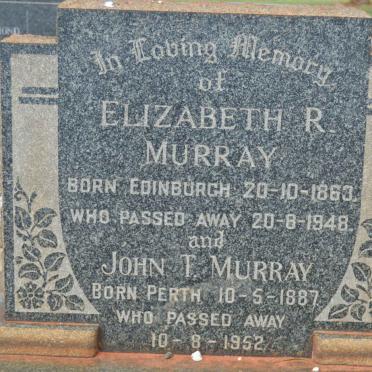 In Loving Memory
of
ELIZABETH R.
MURRAY
BORN EDINBURGH 20-10-1863
WHO PASSED AWAY 20-8-1948
and
JOHN T. MURRAY
BORN PERTH 10-5-1887
WHO PASSED AWAY
10-8-1952